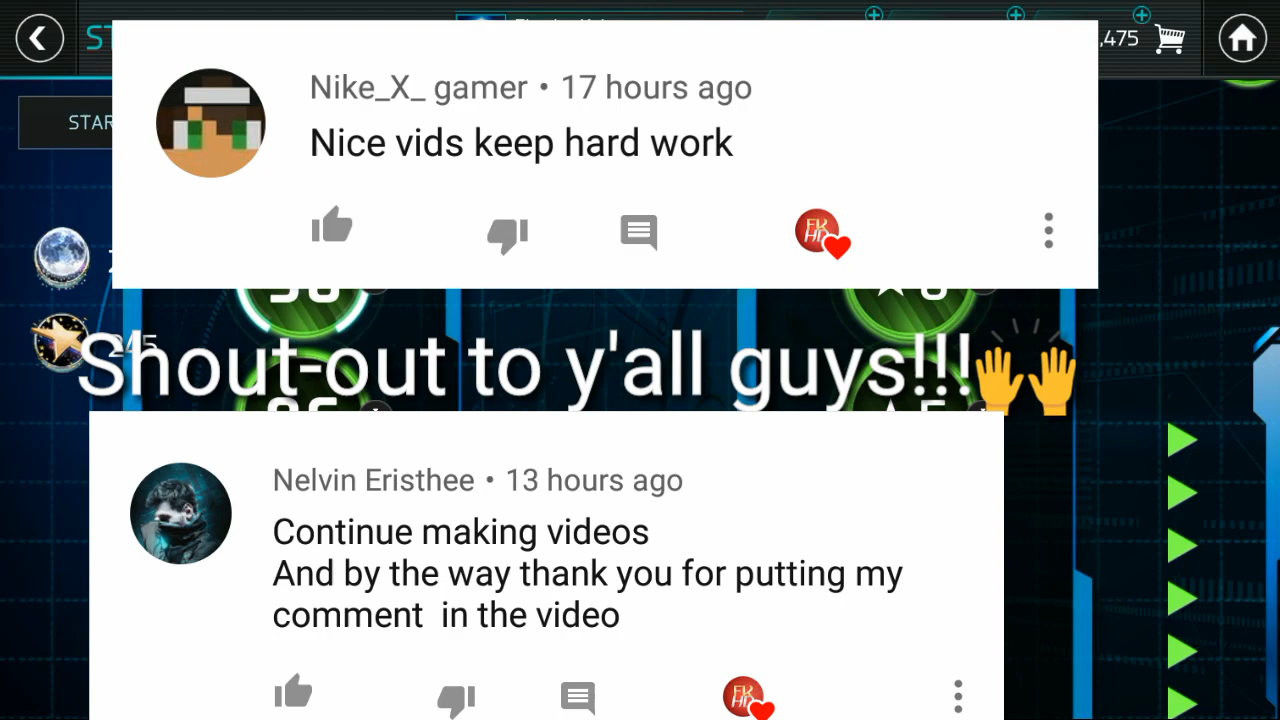 ,475
STAR
Nike_X_ gamer • 17 hours ago
Nice vids keep hard work
Shout-out to y'all guys!!!🙌
Nelvin Eristhee • 13 hours ago
Continue making videos
And by the way thank you for putting my
comment in the video